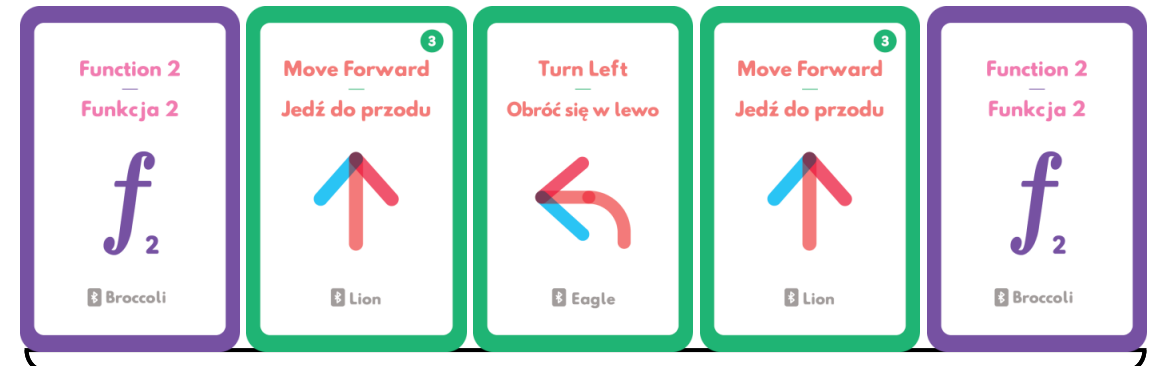 Function 2
Funkcja 2
f2
Broccoli
3
Move Forward
Jedź do przodu
Lion
Turn Left
Obróć się w lewo
Eagle
3
Move Forward
Jedź do przodu
Lion
Function 2
Funkcja 2
f2
Broccoli